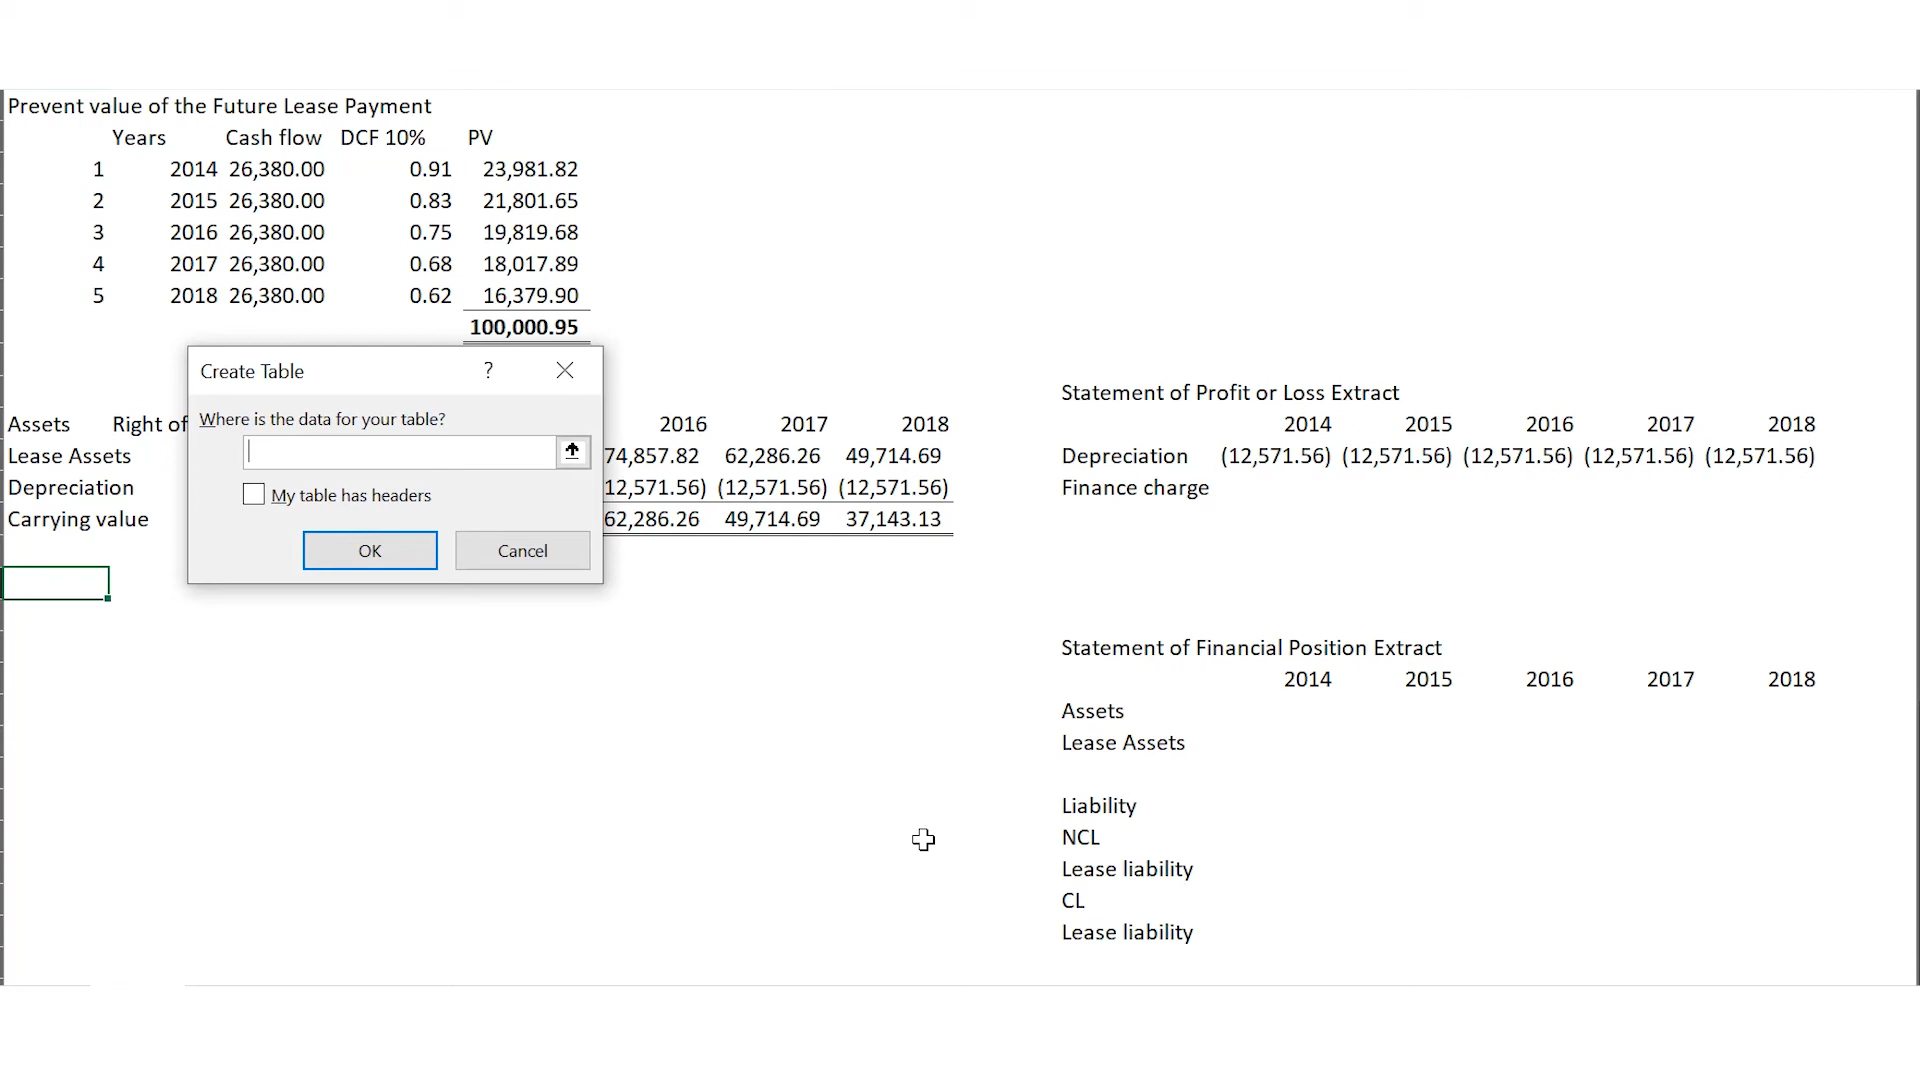 Prevent value of the Future Lease Payment
Years Cash flow DCF 10% PV
1 2014 26,380.00 0.91 23,981.82
2 2015 26,380.00 0.83 21,801.65
3 2016 26,380.00 0.75 19,819.68
4 2017 26,380.00 0.68 18,017.89
5 2018 26,380.00 0.62 16,379.90
100,000.95
Create Table ?
Where is the data for your table?
My table has headers
OK Cancel
Assets Right of 2016 2017 2018
Lease Assets 74,857.82 62,286.26 49,714.69
Depreciation 12,571.56) (12,571.56) (12,571.56)
Carrying value 62,286.26 49,714.69 37,143.13
Statement of Profit or Loss Extract
2014 2015 2016 2017 2018
Depreciation (12,571.56) (12,571.56) (12,571.56) (12,571.56) (12,571.56)
Finance charge
Statement of Financial Position Extract
2014 2015 2016 2017 2018
Assets
Lease Assets
Liability
NCL
Lease liability
CL
Lease liability